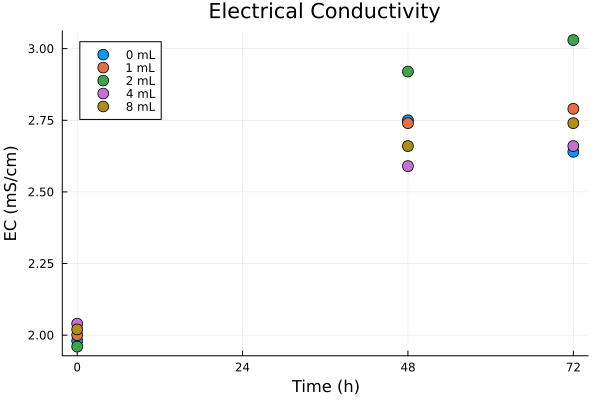 Electrical Conductivity
EC (mS/cm)
3.00
2.75
2.50
2.25
2.00
0 mL
1 mL
2 mL
4 mL
8 mL
0
24
48
72
Time (h)